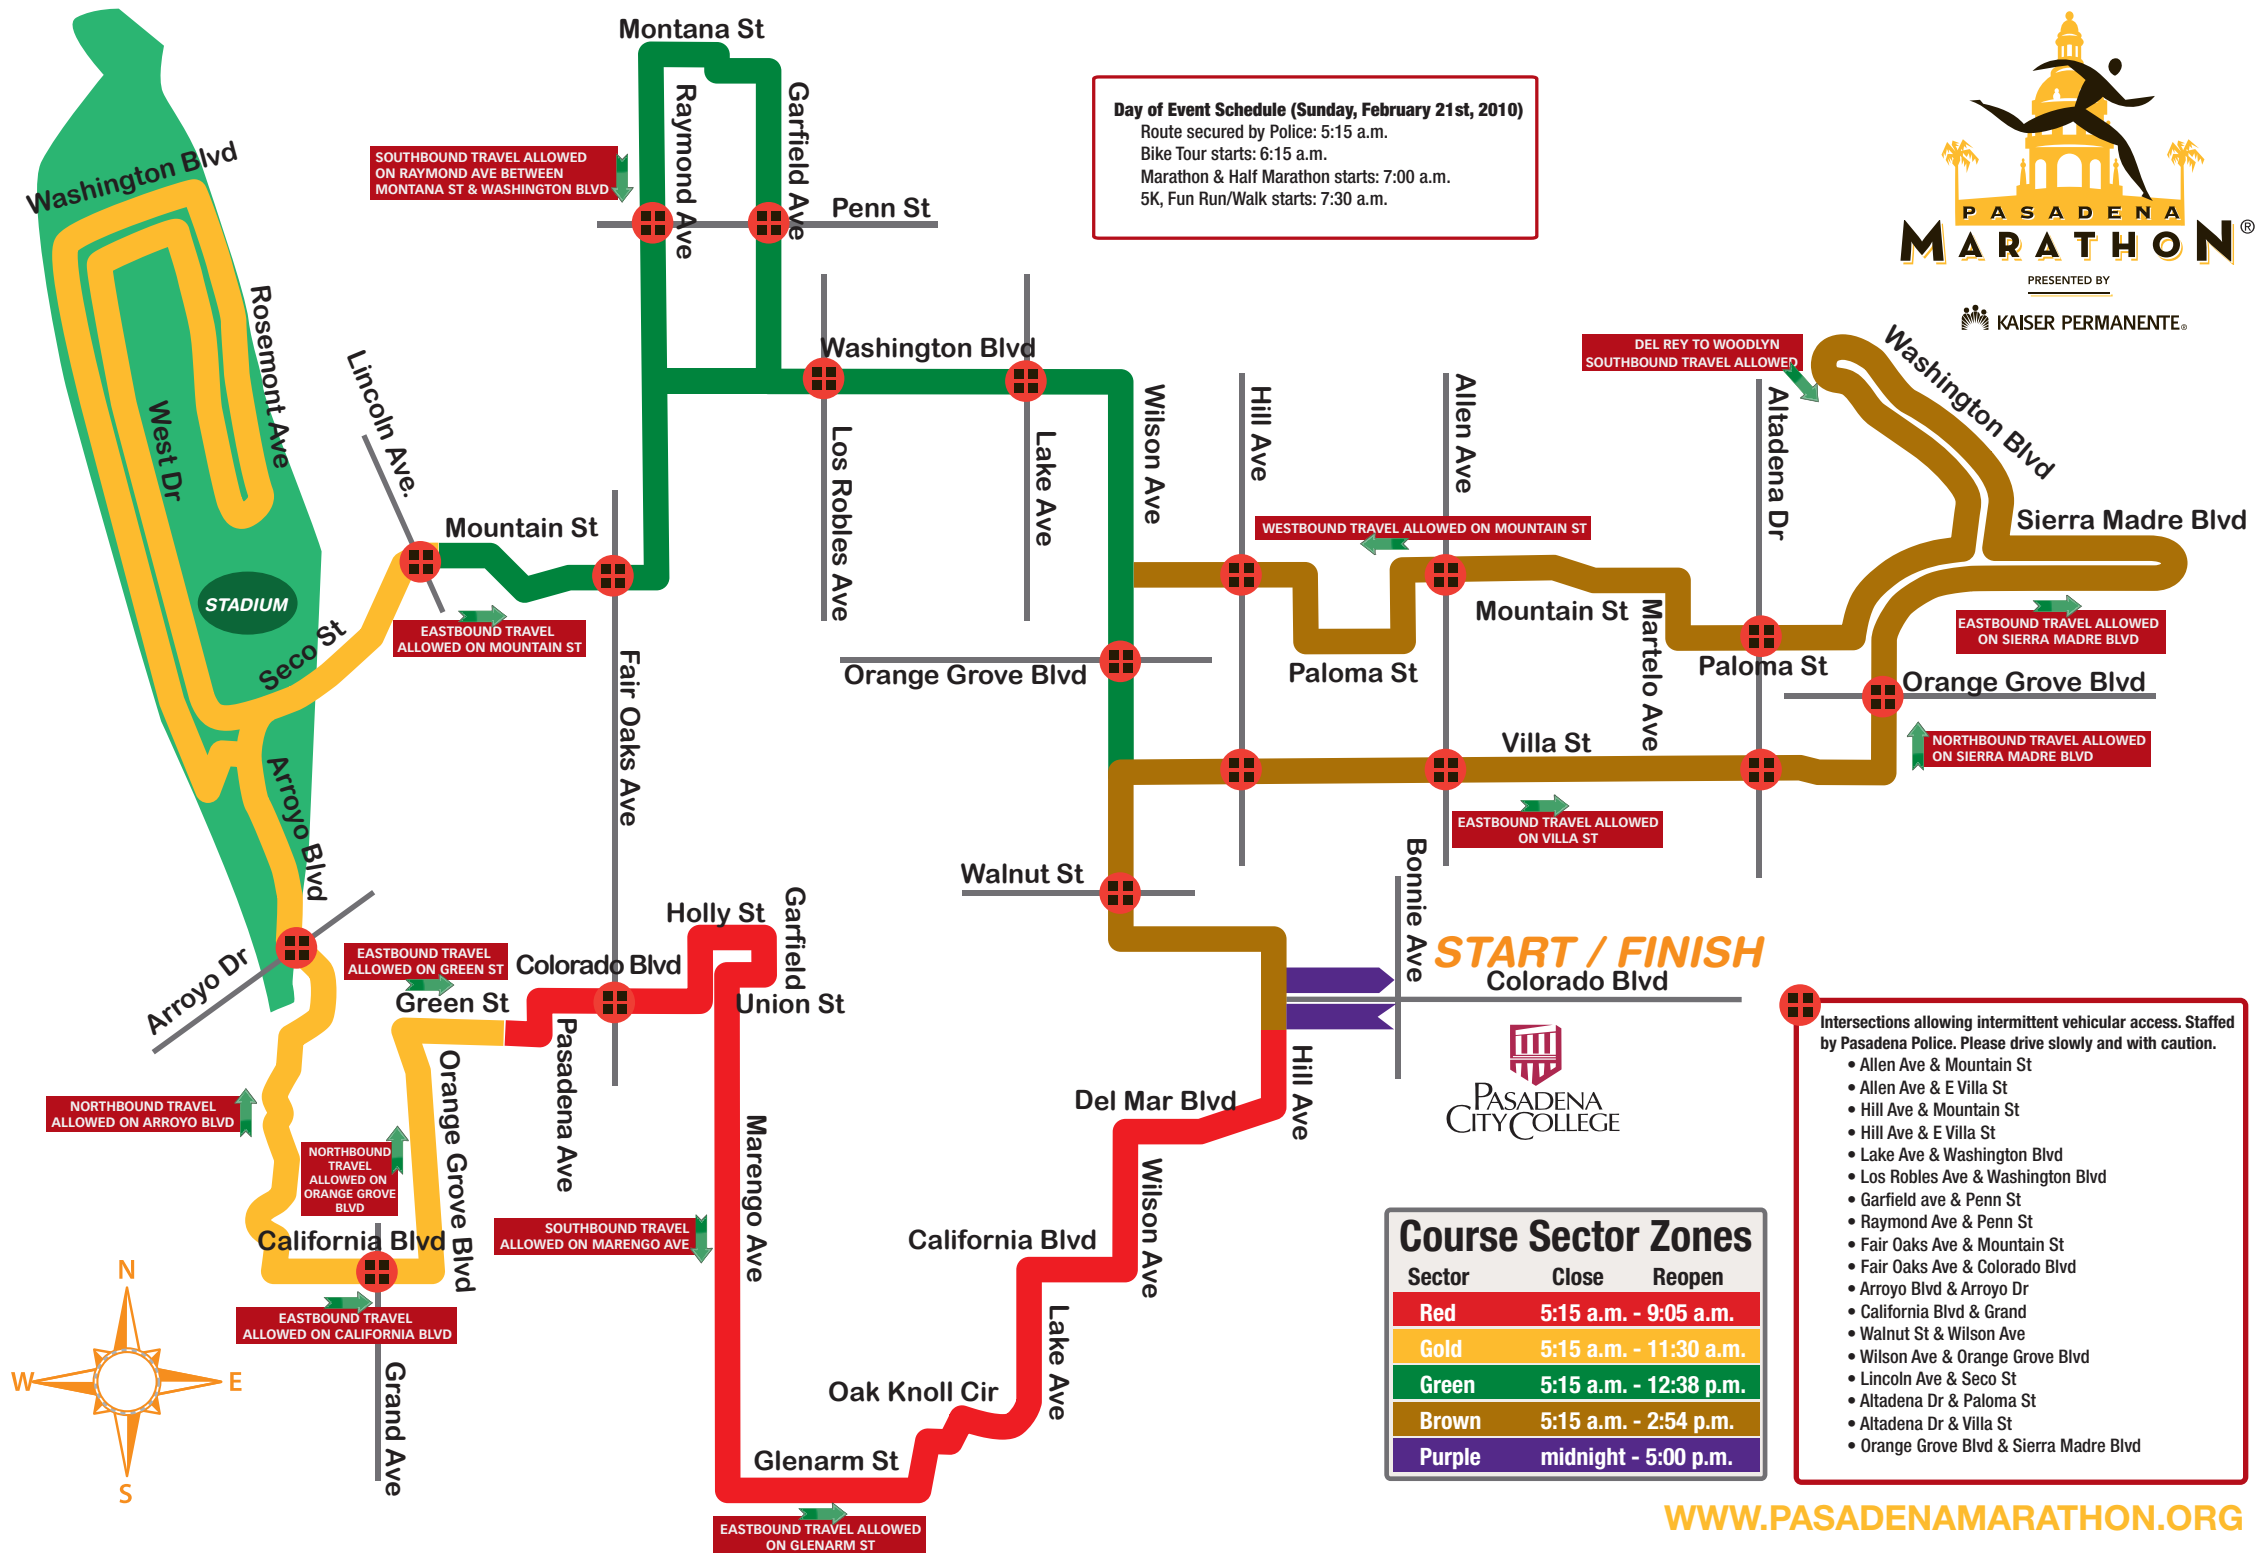 Montana St
Raymond Ave
Garfield Ave
Penn St
SOUTHBOUND TRAVEL ALLOWED
ON RAYMOND AVE BETWEEN
MONTANA ST & WASHINGTON BLVD
Day of Event Schedule (Sunday, February 21st, 2010)
Route secured by Police: 5:15 a.m.
Bike Tour starts: 6:15 a.m.
Marathon & Half Marathon starts: 7:00 a.m.
5K, Fun Run/Walk starts: 7:30 a.m.
PASADENA
MARATHON®
PRESENTED BY
KAISER PERMANENTE®
Washington Blvd
Rosemont Ave
West Dr
Lincoln Ave.
STADIUM
Seco St
Mountain St
EASTBOUND TRAVEL
ALLOWED ON MOUNTAIN ST
Fair Oaks Ave
Washington Blvd
Los Robles Ave
Lake Ave
Wilson Ave
Hill Ave
Allen Ave
Altadena Dr
DEL REY TO WOODLYN
SOUTHBOUND TRAVEL ALLOWED
Washington Blvd
Sierra Madre Blvd
WESTBOUND TRAVEL ALLOWED ON MOUNTAIN ST
Mountain St
Martelo Ave
Paloma St
Paloma St
EASTBOUND TRAVEL ALLOWED
ON SIERRA MADRE BLVD
Orange Grove Blvd
Orange Grove Blvd
NORTHBOUND TRAVEL ALLOWED
ON SIERRA MADRE BLVD
Villa St
EASTBOUND TRAVEL ALLOWED
ON VILLA ST
Arroyo Blvd
Arroyo Dr
Walnut St
Bonnie Ave
START / FINISH
Colorado Blvd
PASADENA
CITY COLLEGE
Hill Ave
Holly St
Garfield
Union St
Colorado Blvd
EASTBOUND TRAVEL
ALLOWED ON GREEN ST
Green St
Pasadena Ave
Orange Grove Blvd
NORTHBOUND TRAVEL
ALLOWED ON ARROYO BLVD
NORTHBOUND
TRAVEL
ALLOWED ON
ORANGE GROVE
BLVD
California Blvd
EASTBOUND TRAVEL
ALLOWED ON CALIFORNIA BLVD
Grand Ave
SOUTHBOUND TRAVEL
ALLOWED ON MARENGO AVE
Marengo Ave
Del Mar Blvd
Wilson Ave
California Blvd
Lake Ave
Oak Knoll Cir
Glenarm St
EASTBOUND TRAVEL ALLOWED
ON GLENARM ST
N
W
E
S
Course Sector Zones
Sector Close Reopen
Red 5:15 a.m. - 9:05 a.m.
Gold 5:15 a.m. - 11:30 a.m.
Green 5:15 a.m. - 12:38 p.m.
Brown 5:15 a.m. - 2:54 p.m.
Purple midnight - 5:00 p.m.
Intersections allowing intermittent vehicular access. Staffed
by Pasadena Police. Please drive slowly and with caution.
• Allen Ave & Mountain St
• Allen Ave & E Villa St
• Hill Ave & Mountain St
• Hill Ave & E Villa St
• Lake Ave & Washington Blvd
• Los Robles Ave & Washington Blvd
• Garfield ave & Penn St
• Raymond Ave & Penn St
• Fair Oaks Ave & Mountain St
• Fair Oaks Ave & Colorado Blvd
• Arroyo Blvd & Arroyo Dr
• California Blvd & Grand
• Walnut St & Wilson Ave
• Wilson Ave & Orange Grove Blvd
• Lincoln Ave & Seco St
• Altadena Dr & Paloma St
• Altadena Dr & Villa St
• Orange Grove Blvd & Sierra Madre Blvd
WWW.PASADENAMARATHON.ORG